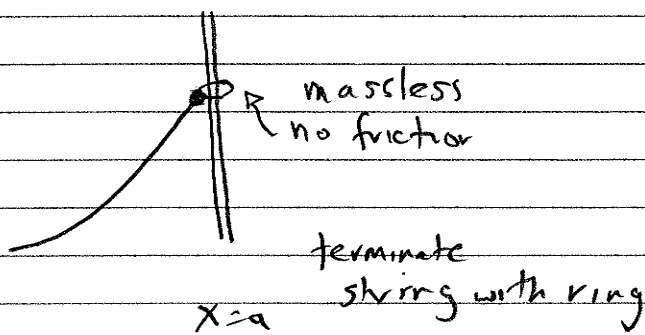 massless
no friction
terminate
string with ring
x=a